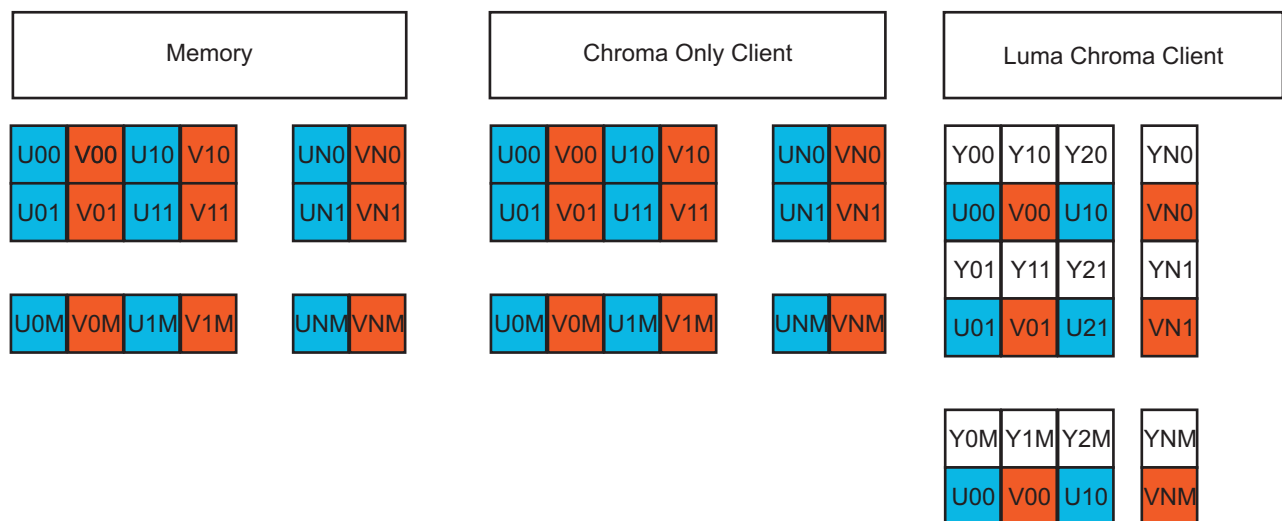 Memory
Chroma Only Client
Luma Chroma Client
U00 V00 U10 V10 UN0 VN0
U01 V01 U11 V11 UN1 VN1
U0M V0M U1M V1M UNM VNM
U00 V00 U10 V10 UN0 VN0
U01 V01 U11 V11 UN1 VN1
U0M V0M U1M V1M UNM VNM
Y00 Y10 Y20 YN0
U00 V00 U10 VN0
Y01 Y11 Y21 YN1
U01 V01 U21 VN1
Y0M Y1M Y2M YNM
U00 V00 U10 VNM